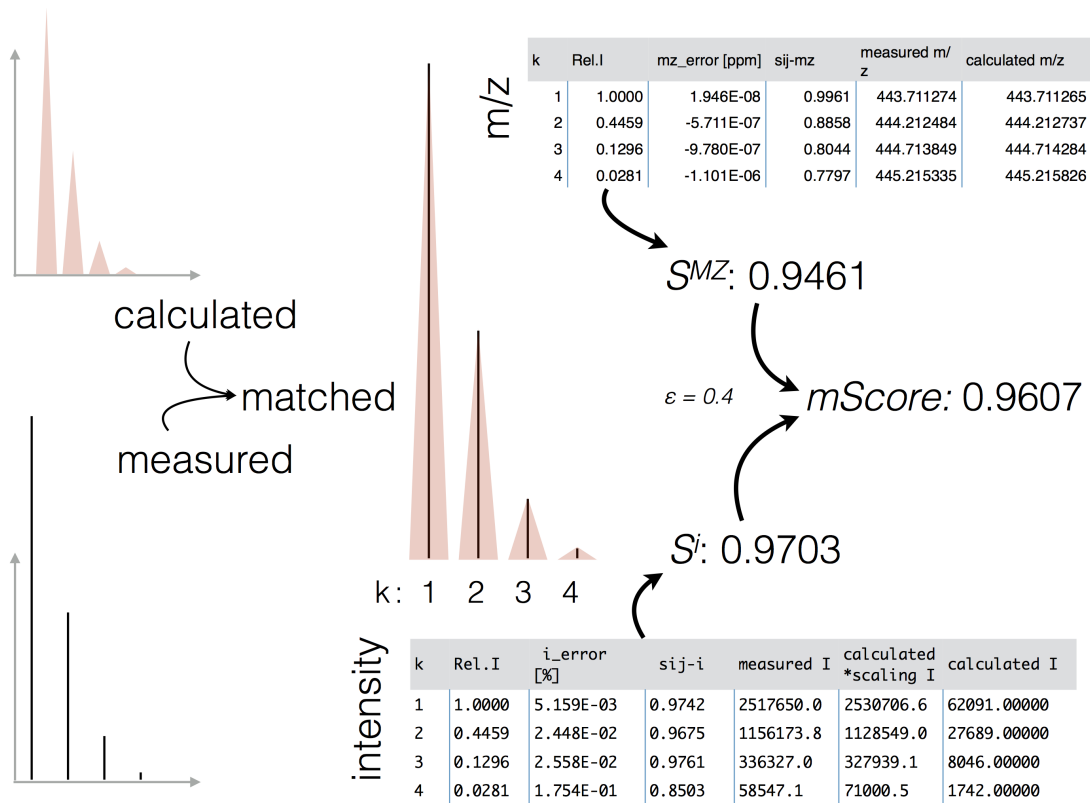 m/z
k Rel.I mz_error [ppm] sij-mz measured m/
z calculated m/z
1 1.0000 1.946E-08 0.9961 443.711274 443.711265
2 0.4459 -5.711E-07 0.8858 444.212484 444.212737
3 0.1296 -9.780E-07 0.8044 444.713849 444.714284
4 0.0281 -1.101E-06 0.7797 445.215335 445.215826
S^MZ: 0.9461
calculated
matched
measured
ε = 0.4
mScore: 0.9607
S^i: 0.9703
k: 1 2 3 4
intensity
k Rel.I i_error
[%] sij-i measured I calculated
*scaling I calculated I
1 1.0000 5.159E-03 0.9742 2517650.0 2530706.6 62091.00000
2 0.4459 2.448E-02 0.9675 1156173.8 1128549.0 27689.00000
3 0.1296 2.558E-02 0.9761 336327.0 327939.1 8046.00000
4 0.0281 1.754E-01 0.8503 58547.1 71000.5 1742.00000